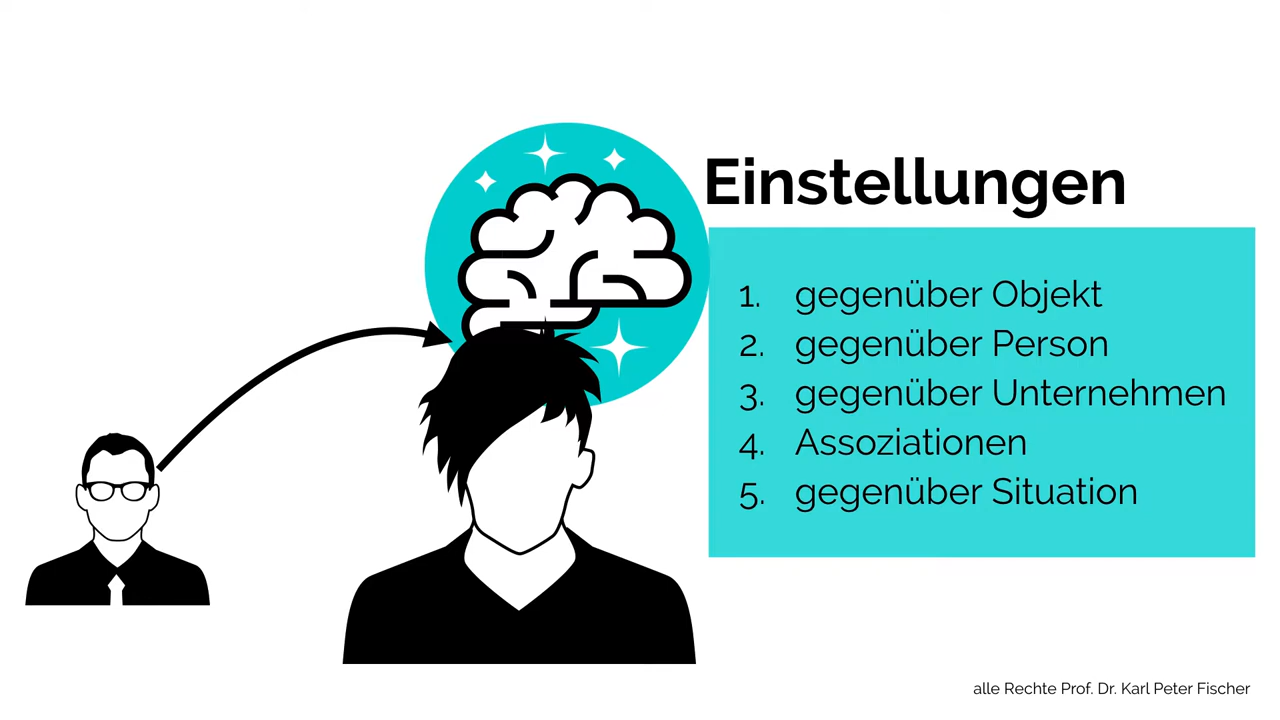 Einstellungen
1. gegenüber Objekt
2. gegenüber Person
3. gegenüber Unternehmen
4. Assoziationen
5. gegenüber Situation
alle Rechte Prof. Dr. Karl Peter Fischer